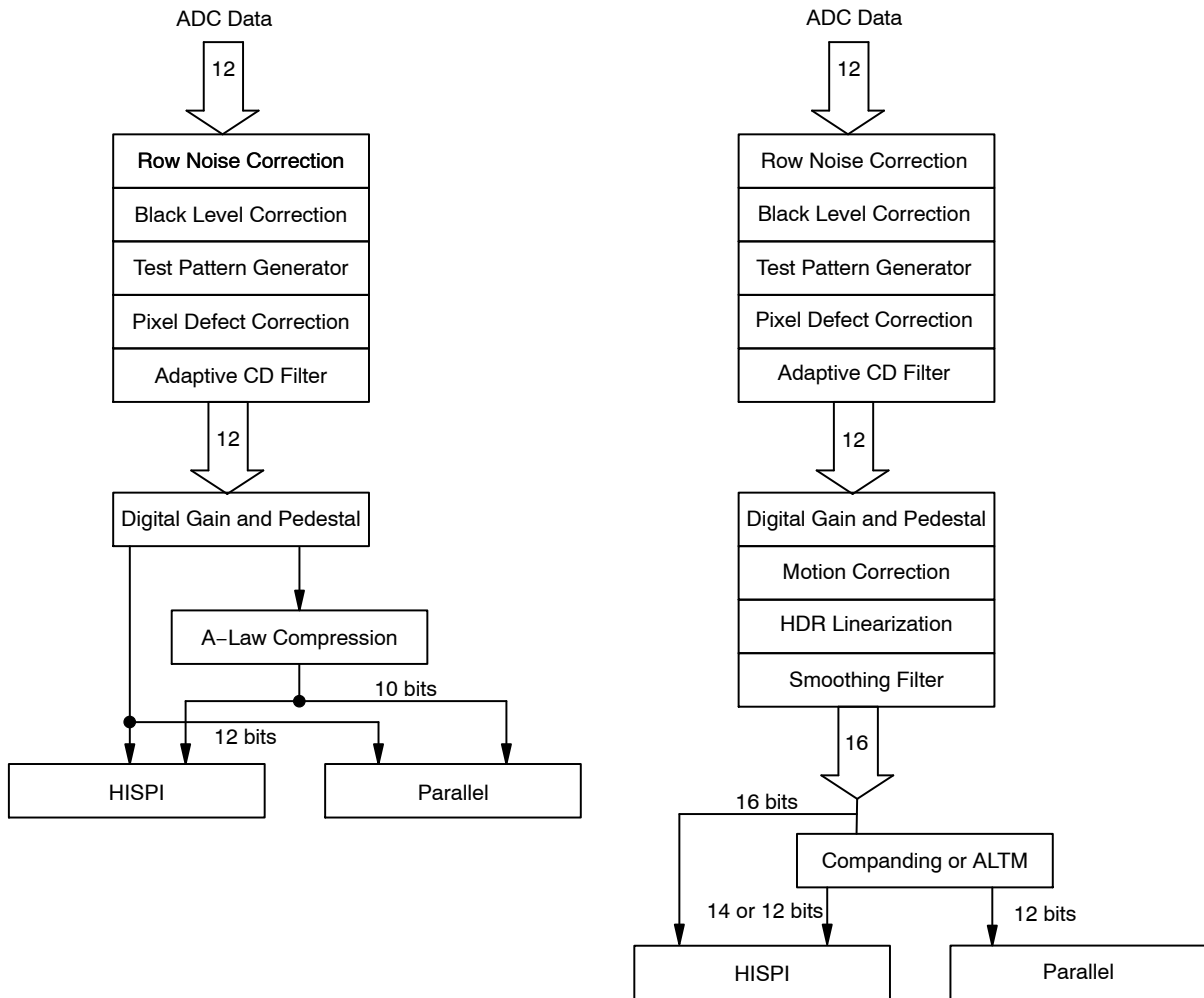 ADC Data
12
Row Noise Correction
Black Level Correction
Test Pattern Generator
Pixel Defect Correction
Adaptive CD Filter
12
Digital Gain and Pedestal
A−Law Compression
10 bits
12 bits
HISPI
Parallel
ADC Data
12
Row Noise Correction
Black Level Correction
Test Pattern Generator
Pixel Defect Correction
Adaptive CD Filter
12
Digital Gain and Pedestal
Motion Correction
HDR Linearization
Smoothing Filter
16
16 bits
Companding or ALTM
14 or 12 bits
12 bits
HISPI
Parallel